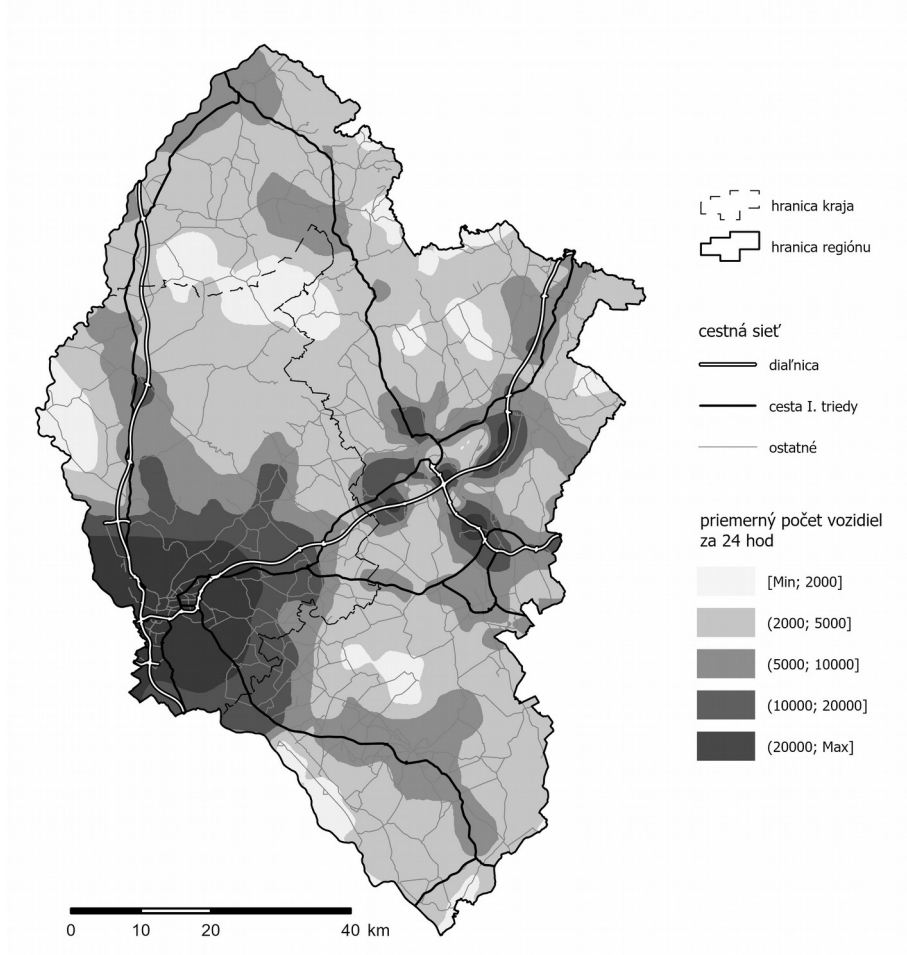 hranica kraja
hranica regiónu
cestná sieť
diaľnica
cesta I. triedy
ostatné
priemerný počet vozidiel
za 24 hod
[Min; 2000]
(2000; 5000]
(5000; 10000]
(10000; 20000]
(20000; Max]
0 10 20 40 km